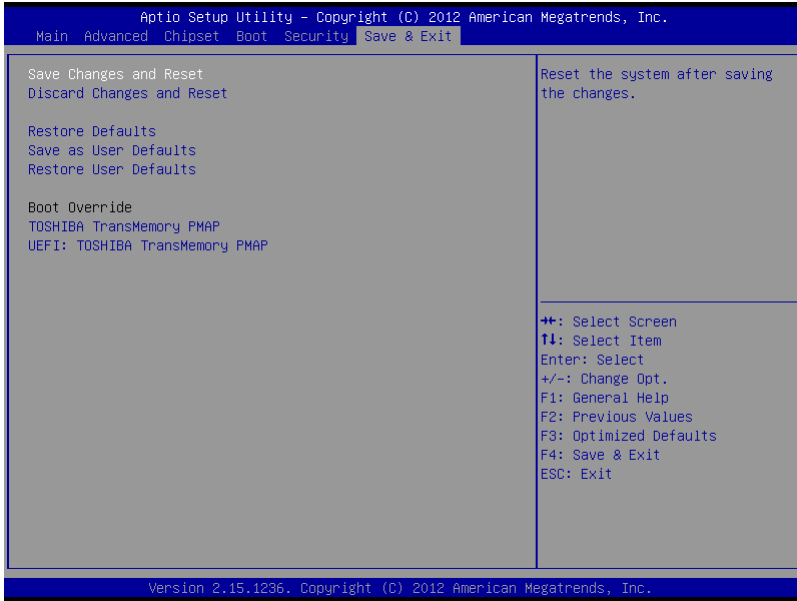 Aptio Setup Utility – Copyright (C) 2012 American Megatrends, Inc.
Main Advanced Chipset Boot Security Save & Exit
Save Changes and Reset
Discard Changes and Reset
Restore Defaults
Save as User Defaults
Restore User Defaults
Boot Override
TOSHIBA TransMemory PMAP
UEFI: TOSHIBA TransMemory PMAP
Reset the system after saving
the changes.
→←: Select Screen
↑↓: Select Item
Enter: Select
+/-: Change Opt.
F1: General Help
F2: Previous Values
F3: Optimized Defaults
F4: Save & Exit
ESC: Exit
Version 2.15.1236. Copyright (C) 2012 American Megatrends, Inc.